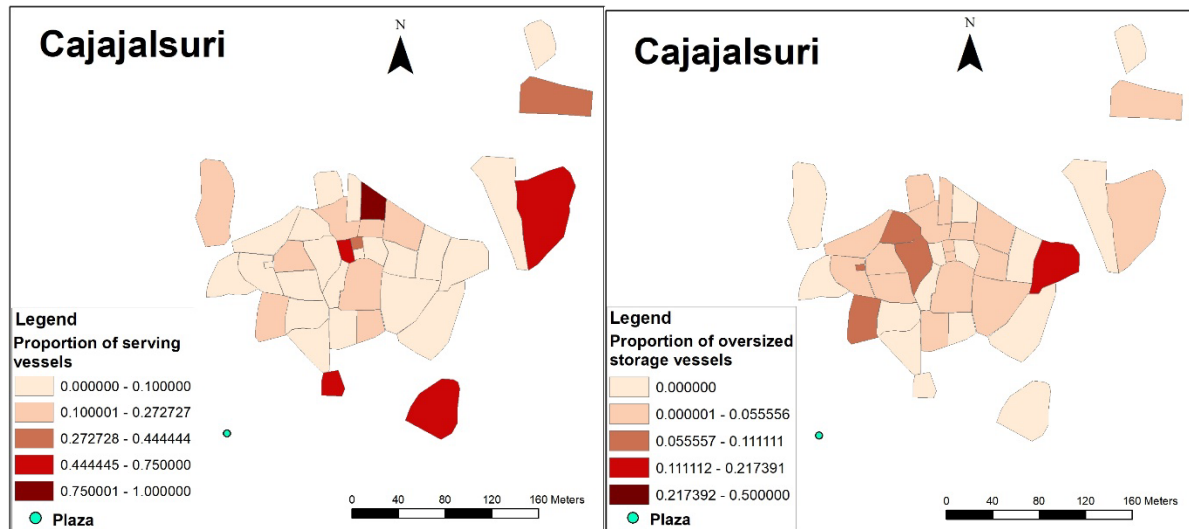 Cajajalsuri
N
Legend
Proportion of serving
vessels
0.000000 - 0.100000
0.100001 - 0.272727
0.272728 - 0.444444
0.444445 - 0.750000
0.750001 - 1.000000
Plaza
0 40 80 120 160 Meters
Cajajalsuri
N
Legend
Proportion of oversized
storage vessels
0.000000
0.000001 - 0.055556
0.055557 - 0.111111
0.111112 - 0.217391
0.217392 - 0.500000
Plaza
0 40 80 120 160 Meters